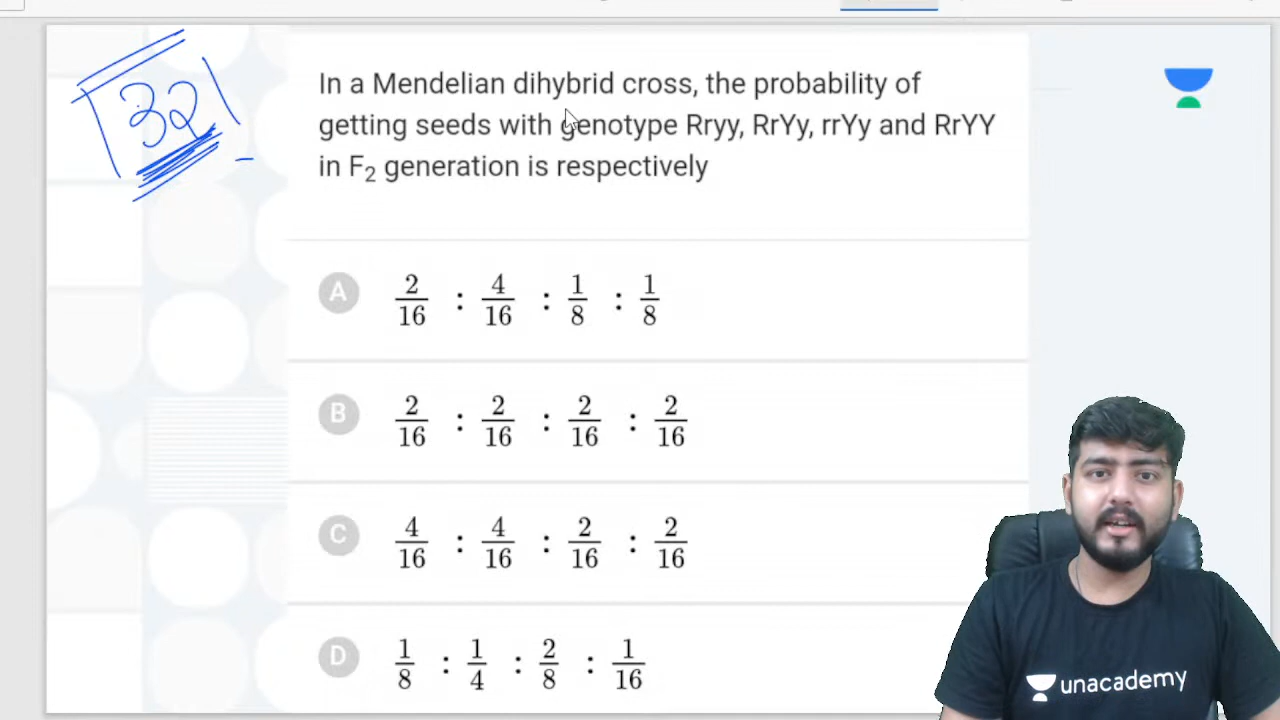 32
In a Mendelian dihybrid cross, the probability of
getting seeds with genotype Rryy, RrYy, rrYy and RrYY
in F₂ generation is respectively
A 2/16 : 4/16 : 1/8 : 1/8
B 2/16 : 2/16 : 2/16 : 2/16
C 4/16 : 4/16 : 2/16 : 2/16
D 1/8 : 1/4 : 2/8 : 1/16
unacademy